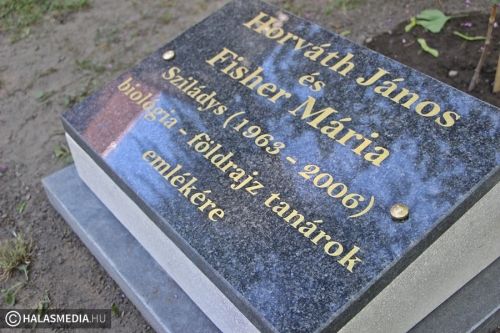 Horváth János
és
Fisher Mária
Sziládys (1963 - 2006)
biológia - földrajz tanárok
emlékére
© HALASMEDIA.HU